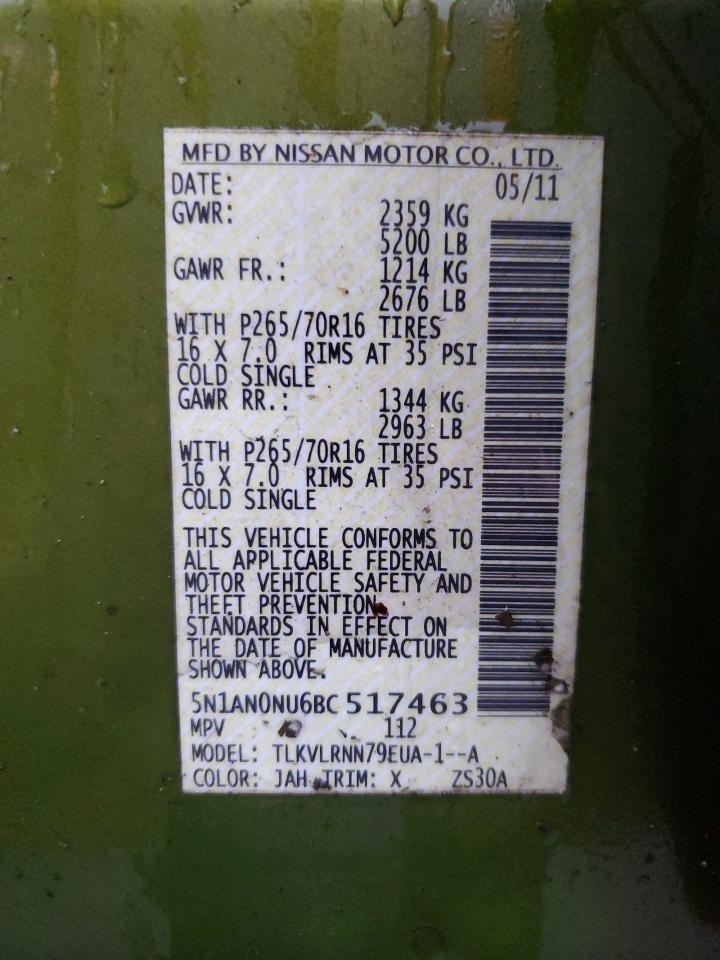 MFD BY NISSAN MOTOR CO., LTD.
DATE: 05/11
GVWR: 2359 KG
5200 LB
GAWR FR.: 1214 KG
2676 LB
WITH P265/70R16 TIRES
16 X 7.0 RIMS AT 35 PSI
COLD SINGLE
GAWR RR.: 1344 KG
2963 LB
WITH P265/70R16 TIRES
16 X 7.0 RIMS AT 35 PSI
COLD SINGLE
THIS VEHICLE CONFORMS TO
ALL APPLICABLE FEDERAL
MOTOR VEHICLE SAFETY AND
THEFT PREVENTION
STANDARDS IN EFFECT ON
THE DATE OF MANUFACTURE
SHOWN ABOVE.
5N1AN0NU6BC 517463
MPV 112
MODEL: TLKVLRNN79EUA-1--A
COLOR: JAH TRIM: X ZS30A